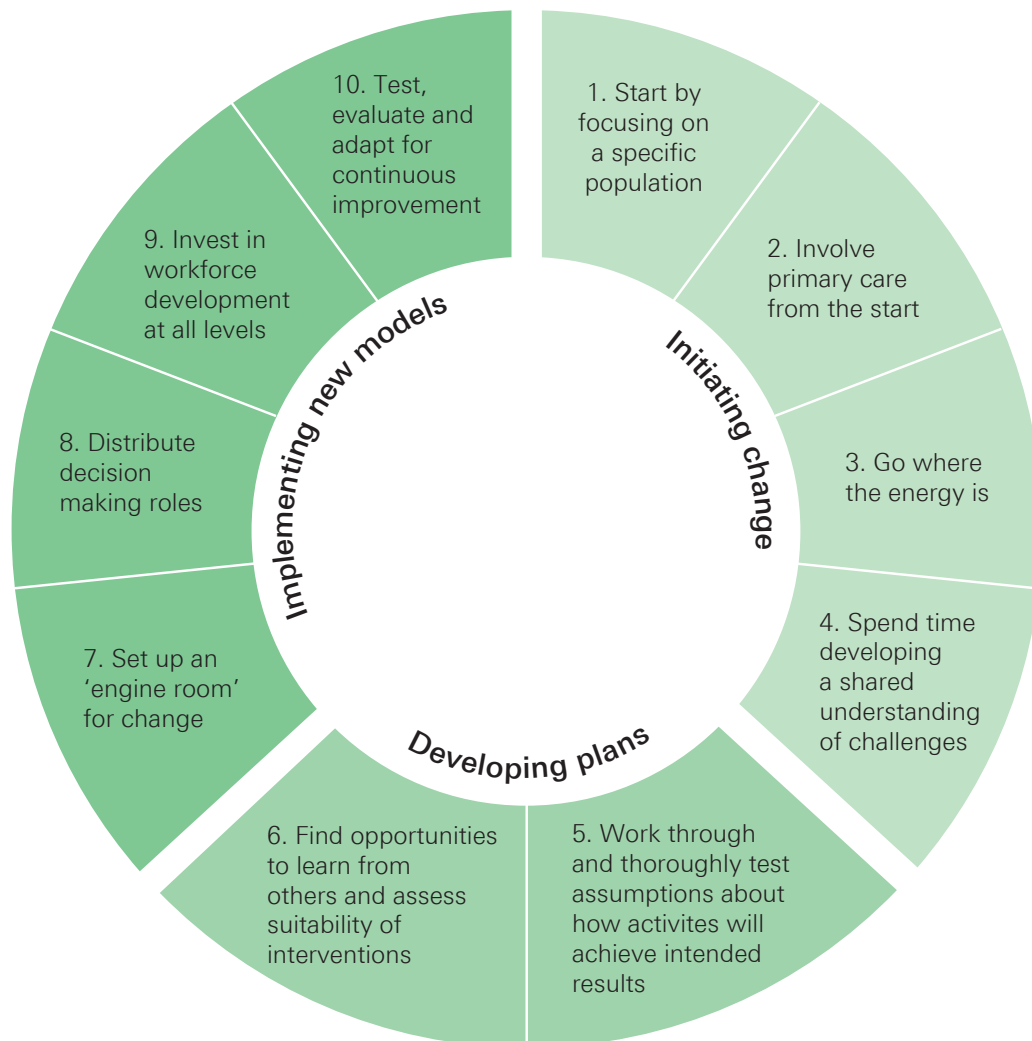 1. Start by
focusing on
a specific
population
2. Involve
primary care
from the start
3. Go where
the energy is
4. Spend time
developing
a shared
understanding
of challenges
5. Work through
and thoroughly test
assumptions about
how activites will
achieve intended
results
6. Find opportunities
to learn from
others and assess
suitability of
interventions
7. Set up an
‘engine room’
for change
8. Distribute
decision
making roles
9. Invest in
workforce
development
at all levels
10. Test,
evaluate and
adapt for
continuous
improvement
Initiating change
Developing plans
Implementing new models